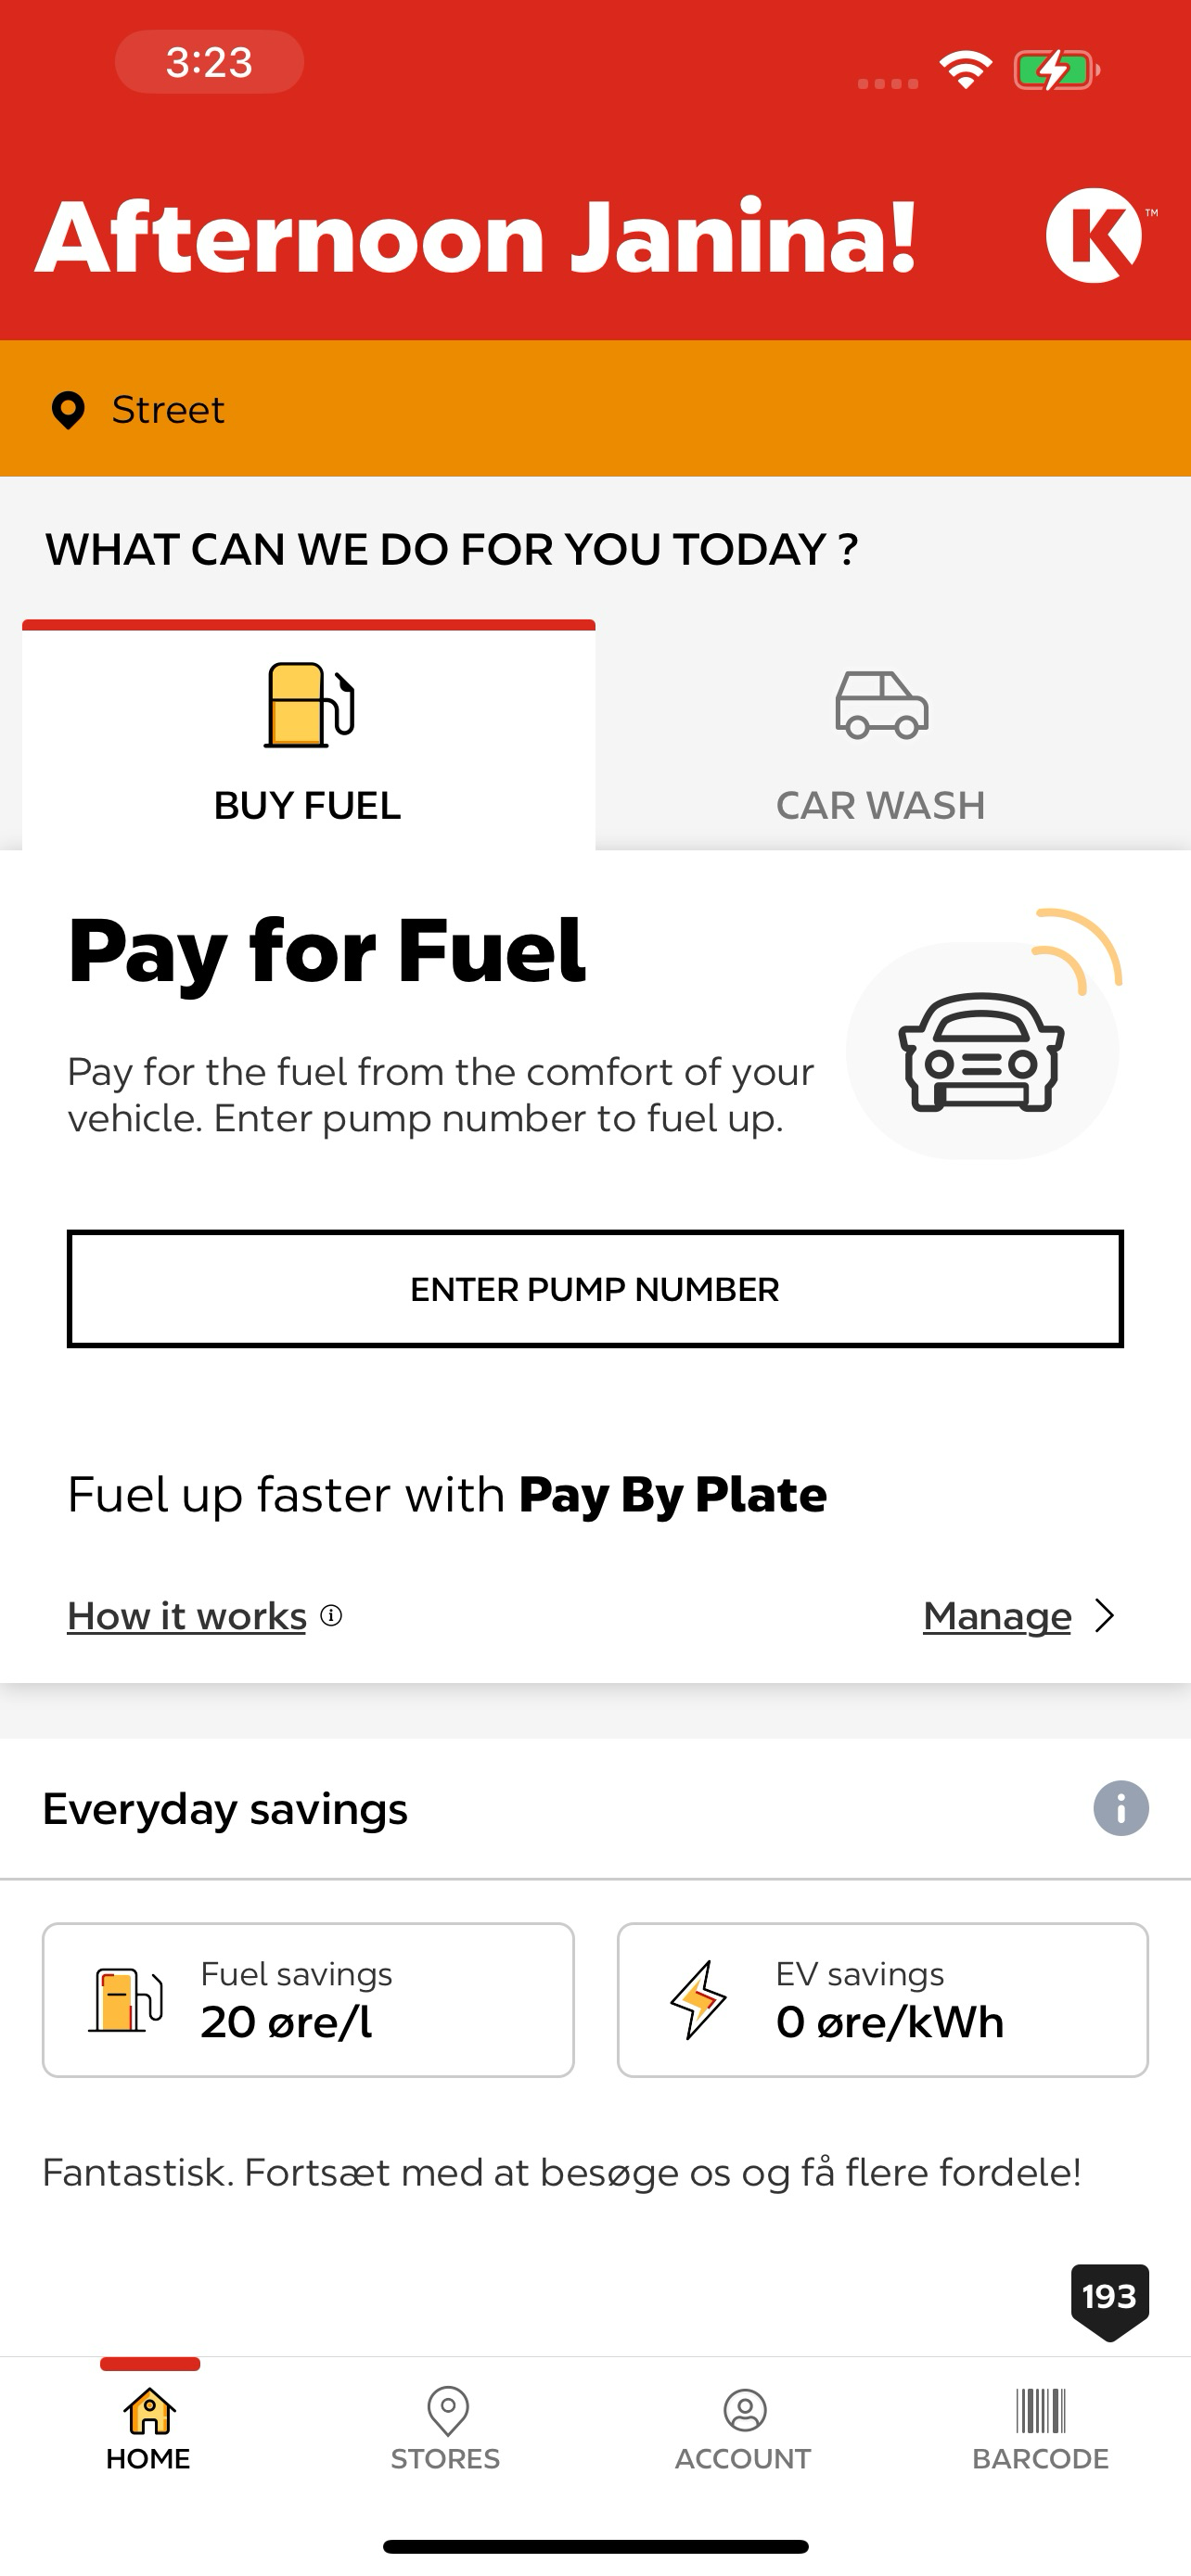 3:23
Afternoon Janina!
K™
Street
WHAT CAN WE DO FOR YOU TODAY ?
BUY FUEL
CAR WASH
Pay for Fuel
Pay for the fuel from the comfort of your
vehicle. Enter pump number to fuel up.
ENTER PUMP NUMBER
Fuel up faster with Pay By Plate
How it works
Manage
Everyday savings
Fuel savings
20 øre/l
EV savings
0 øre/kWh
Fantastisk. Fortsæt med at besøge os og få flere fordele!
193
HOME
STORES
ACCOUNT
BARCODE